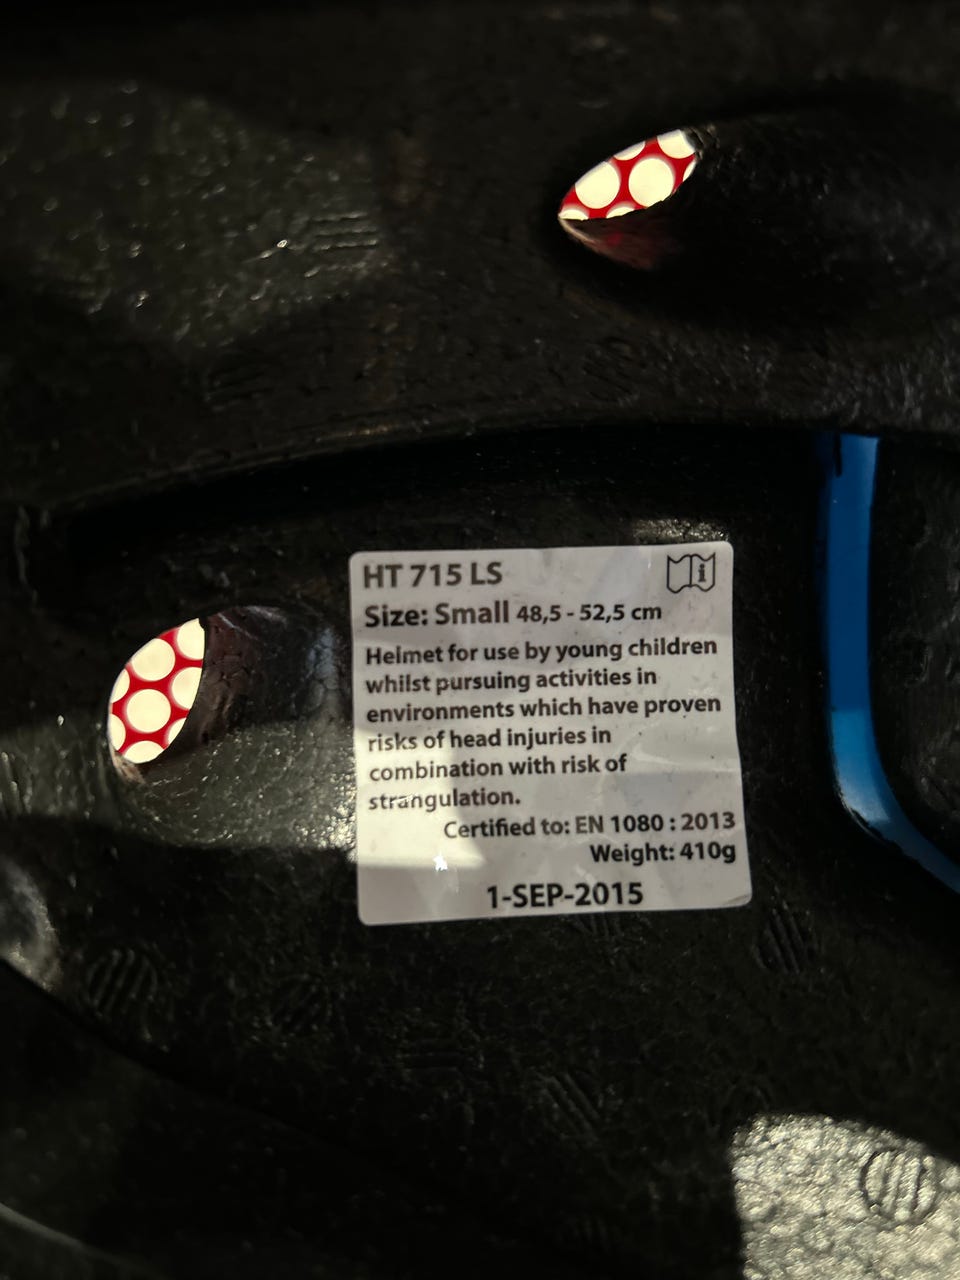 HT 715 LS
i
Size: Small 48,5 - 52,5 cm
Helmet for use by young children
whilst pursuing activities in
environments which have proven
risks of head injuries in
combination with risk of
strangulation.
Certified to: EN 1080 : 2013
Weight: 410g
1-SEP-2015